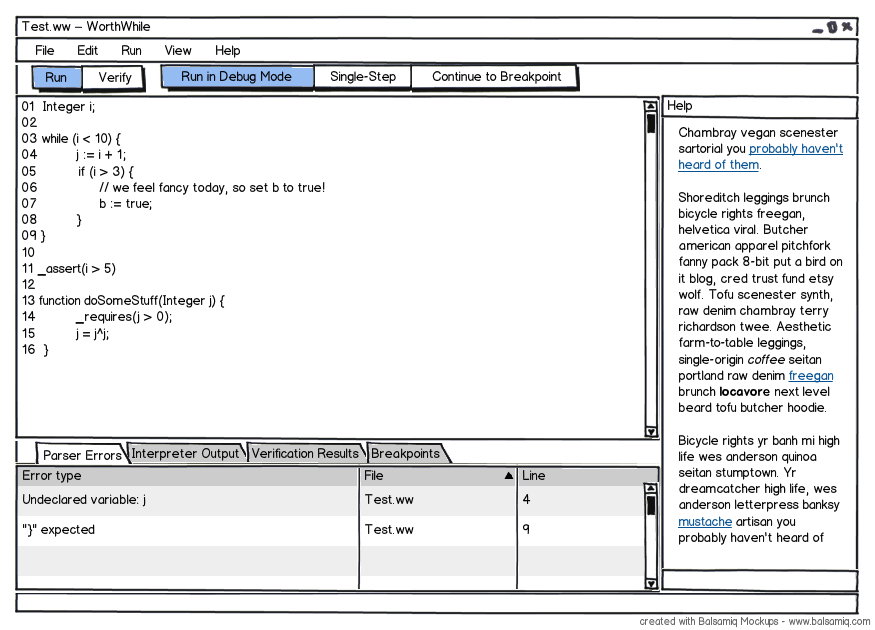 Test.ww – WorthWhile
File Edit Run View Help
Run Verify Run in Debug Mode Single-Step Continue to Breakpoint
01 Integer i;
02
03 while (i < 10) {
04 j := i + 1;
05 if (i > 3) {
06 // we feel fancy today, so set b to true!
07 b := true;
08 }
09 }
10
11 _assert(i > 5)
12
13 function doSomeStuff(Integer j) {
14 _requires(j > 0);
15 j = j^j;
16 }
Help
Chambray vegan scenester
sartorial you probably haven't
heard of them.
Shoreditch leggings brunch
bicycle rights freegan,
helvetica viral. Butcher
american apparel pitchfork
fanny pack 8-bit put a bird on
it blog, cred trust fund etsy
wolf. Tofu scenester synth,
raw denim chambray terry
richardson twee. Aesthetic
farm-to-table leggings,
single-origin coffee seitan
portland raw denim freegan
brunch locavore next level
beard tofu butcher hoodie.
Bicycle rights yr banh mi high
life wes anderson quinoa
seitan stumptown. Yr
dreamcatcher high life, wes
anderson letterpress banksy
mustache artisan you
probably haven't heard of
Parser Errors Interpreter Output Verification Results Breakpoints
Error type File Line
Undeclared variable: j Test.ww 4
"}" expected Test.ww 9
created with Balsamiq Mockups - www.balsamiq.com